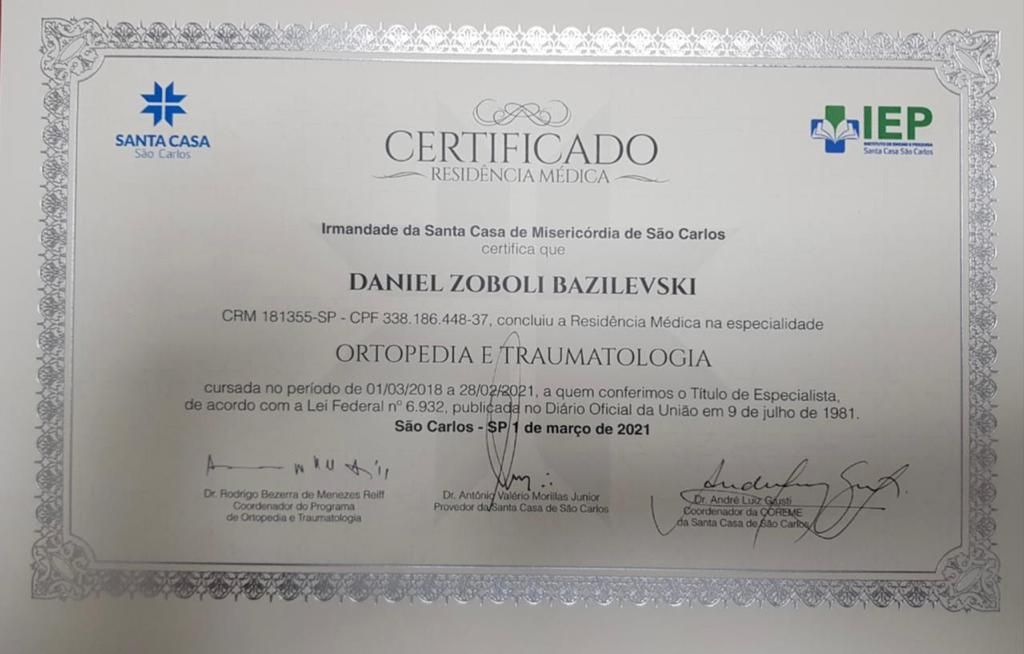 SANTA CASA
São Carlos
IEP
INSTITUTO DE ENSINO E PESQUISA
Santa Casa São Carlos
CERTIFICADO
RESIDÊNCIA MÉDICA
Irmandade da Santa Casa de Misericórdia de São Carlos
certifica que
DANIEL ZOBOLI BAZILEVSKI
CRM 181355-SP - CPF 338.186.448-37, concluiu a Residência Médica na especialidade
ORTOPEDIA E TRAUMATOLOGIA
cursada no período de 01/03/2018 a 28/02/2021, a quem conferimos o Título de Especialista,
de acordo com a Lei Federal nº 6.932, publicada no Diário Oficial da União em 9 de julho de 1981.
São Carlos - SP 1 de março de 2021
Dr. Rodrigo Bezerra de Menezes Reiff
Coordenador do Programa
de Ortopedia e Traumatologia
Dr. Antônio Valério Morillas Junior
Provedor da Santa Casa de São Carlos
Dr. André Luiz Giusti
Coordenador da COREME
da Santa Casa de São Carlos